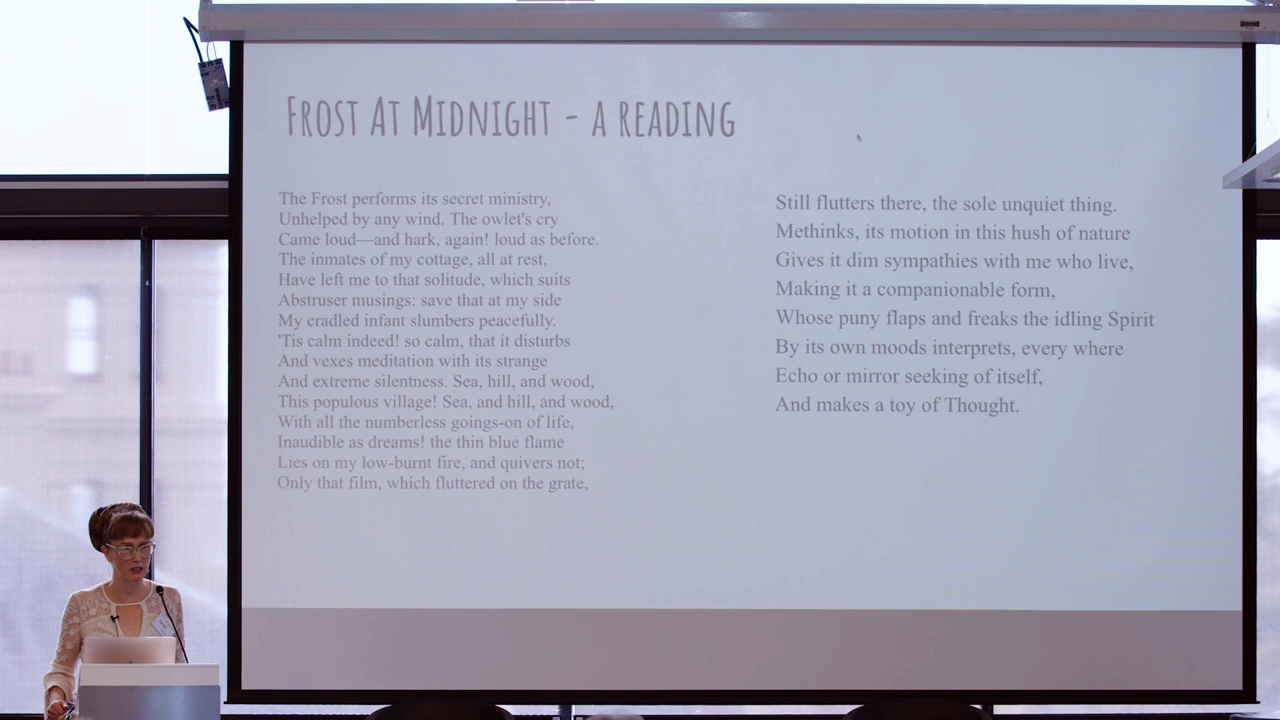 FROST AT MIDNIGHT - A READING
The Frost performs its secret ministry,
Unhelped by any wind. The owlet's cry
Came loud—and hark, again! loud as before.
The inmates of my cottage, all at rest,
Have left me to that solitude, which suits
Abstruser musings: save that at my side
My cradled infant slumbers peacefully.
'Tis calm indeed! so calm, that it disturbs
And vexes meditation with its strange
And extreme silentness. Sea, hill, and wood,
This populous village! Sea, and hill, and wood,
With all the numberless goings-on of life,
Inaudible as dreams! the thin blue flame
Lies on my low-burnt fire, and quivers not;
Only that film, which fluttered on the grate,
Still flutters there, the sole unquiet thing.
Methinks, its motion in this hush of nature
Gives it dim sympathies with me who live,
Making it a companionable form,
Whose puny flaps and freaks the idling Spirit
By its own moods interprets, every where
Echo or mirror seeking of itself,
And makes a toy of Thought.